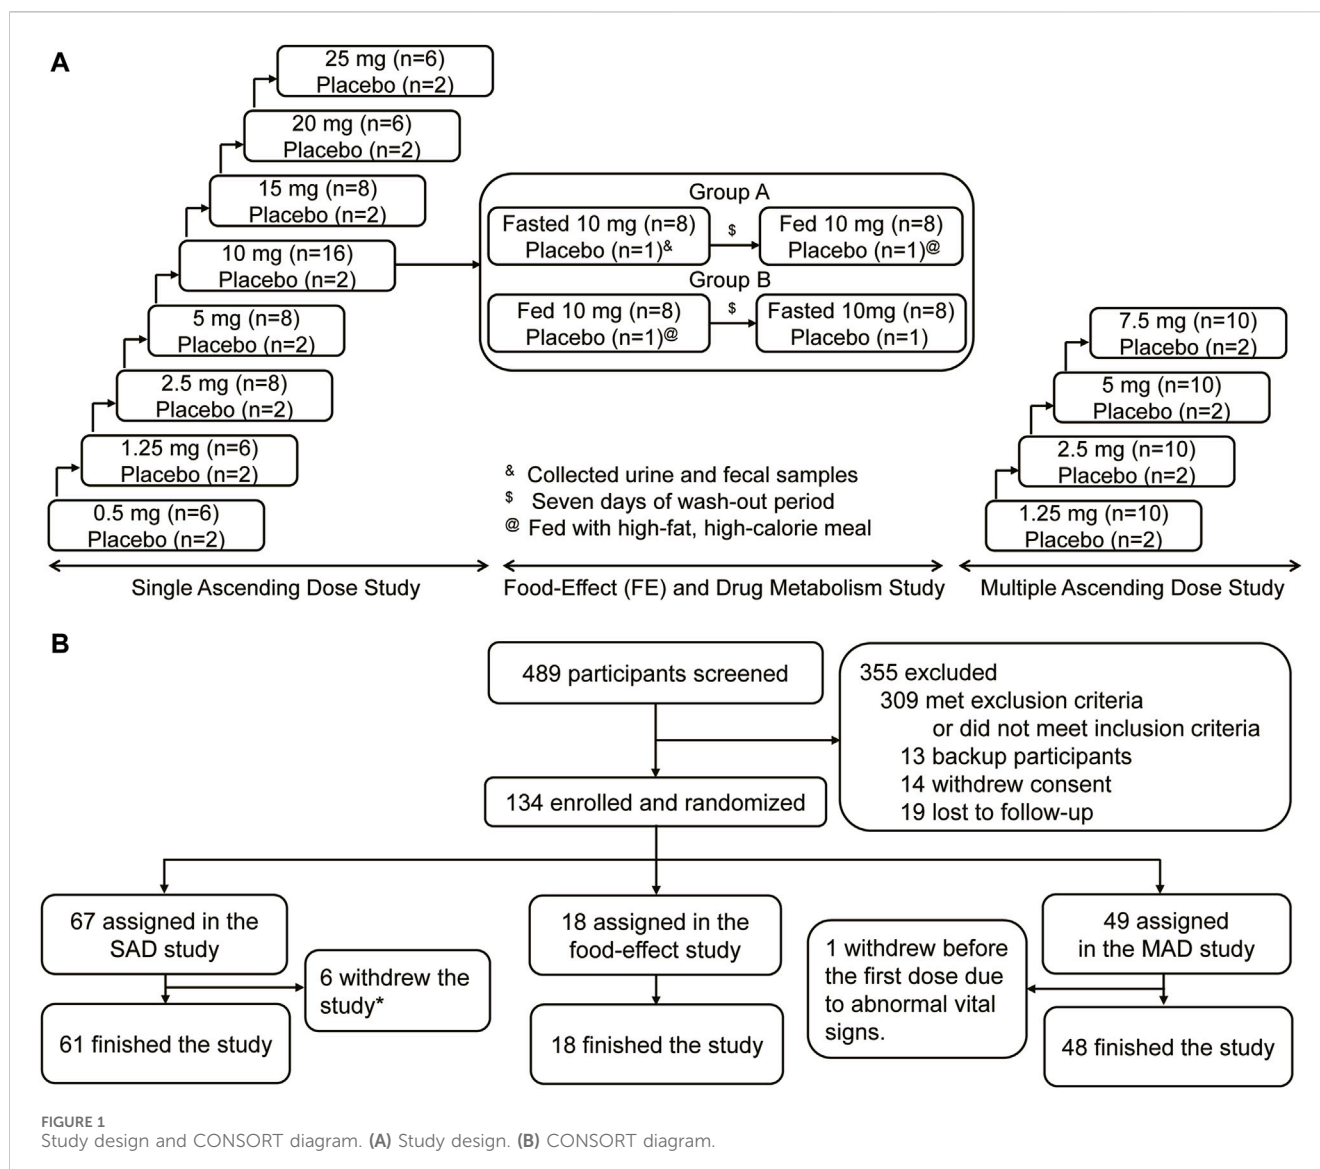 A
25 mg (n=6)
Placebo (n=2)
20 mg (n=6)
Placebo (n=2)
15 mg (n=8)
Placebo (n=2)
10 mg (n=16)
Placebo (n=2)
5 mg (n=8)
Placebo (n=2)
2.5 mg (n=8)
Placebo (n=2)
1.25 mg (n=6)
Placebo (n=2)
0.5 mg (n=6)
Placebo (n=2)
Single Ascending Dose Study
Group A
Fasted 10 mg (n=8)
Placebo (n=1)&
$
Fed 10 mg (n=8)
Placebo (n=1)@
Group B
Fed 10 mg (n=8)
Placebo (n=1)@
$
Fasted 10mg (n=8)
Placebo (n=1)
& Collected urine and fecal samples
$ Seven days of wash-out period
@ Fed with high-fat, high-calorie meal
Food-Effect (FE) and Drug Metabolism Study
7.5 mg (n=10)
Placebo (n=2)
5 mg (n=10)
Placebo (n=2)
2.5 mg (n=10)
Placebo (n=2)
1.25 mg (n=10)
Placebo (n=2)
Multiple Ascending Dose Study
B
489 participants screened
355 excluded
309 met exclusion criteria
or did not meet inclusion criteria
13 backup participants
14 withdrew consent
19 lost to follow-up
134 enrolled and randomized
67 assigned in the
SAD study
6 withdrew the
study*
61 finished the study
18 assigned in the
food-effect study
18 finished the study
49 assigned
in the MAD study
1 withdrew before
the first dose due
to abnormal vital
signs.
48 finished the study
FIGURE 1
Study design and CONSORT diagram. (A) Study design. (B) CONSORT diagram.